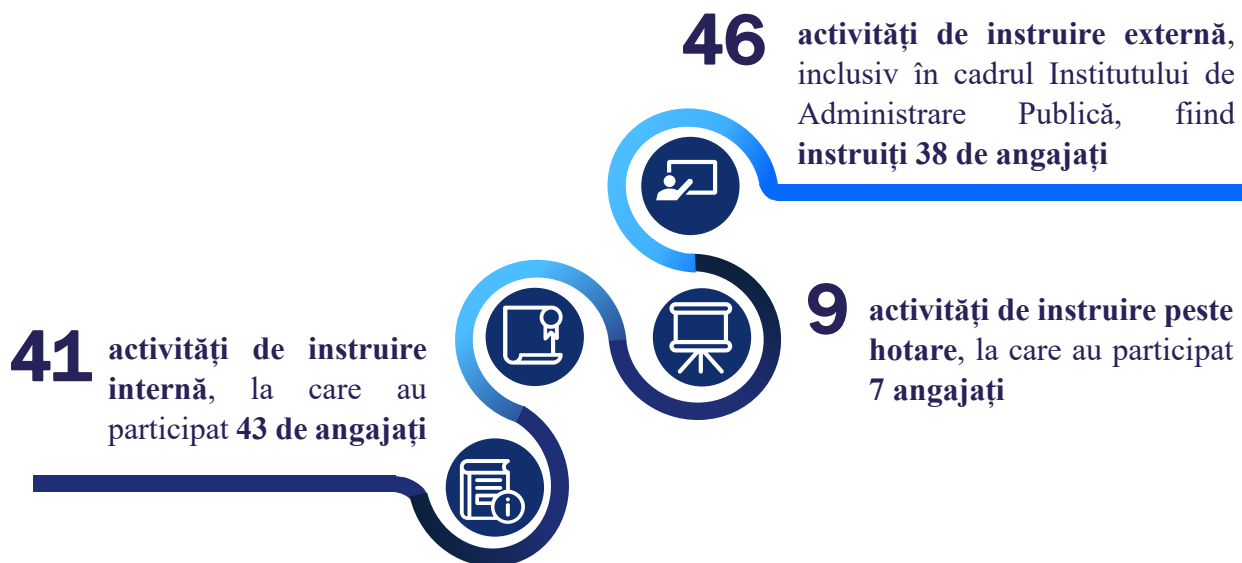 46
activități de instruire externă,
inclusiv în cadrul Institutului de
Administrare Publică, fiind
instruiți 38 de angajați
9
activități de instruire peste
hotare, la care au participat
7 angajați
41
activități de instruire
internă, la care au
participat 43 de angajați